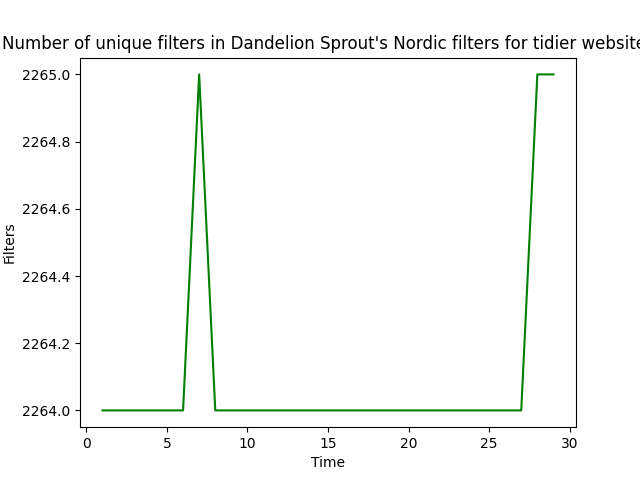 Number of unique filters in Dandelion Sprout's Nordic filters for tidier website
2265.0
2264.8
2264.6
2264.4
2264.2
2264.0
Filters
0 5 10 15 20 25 30
Time